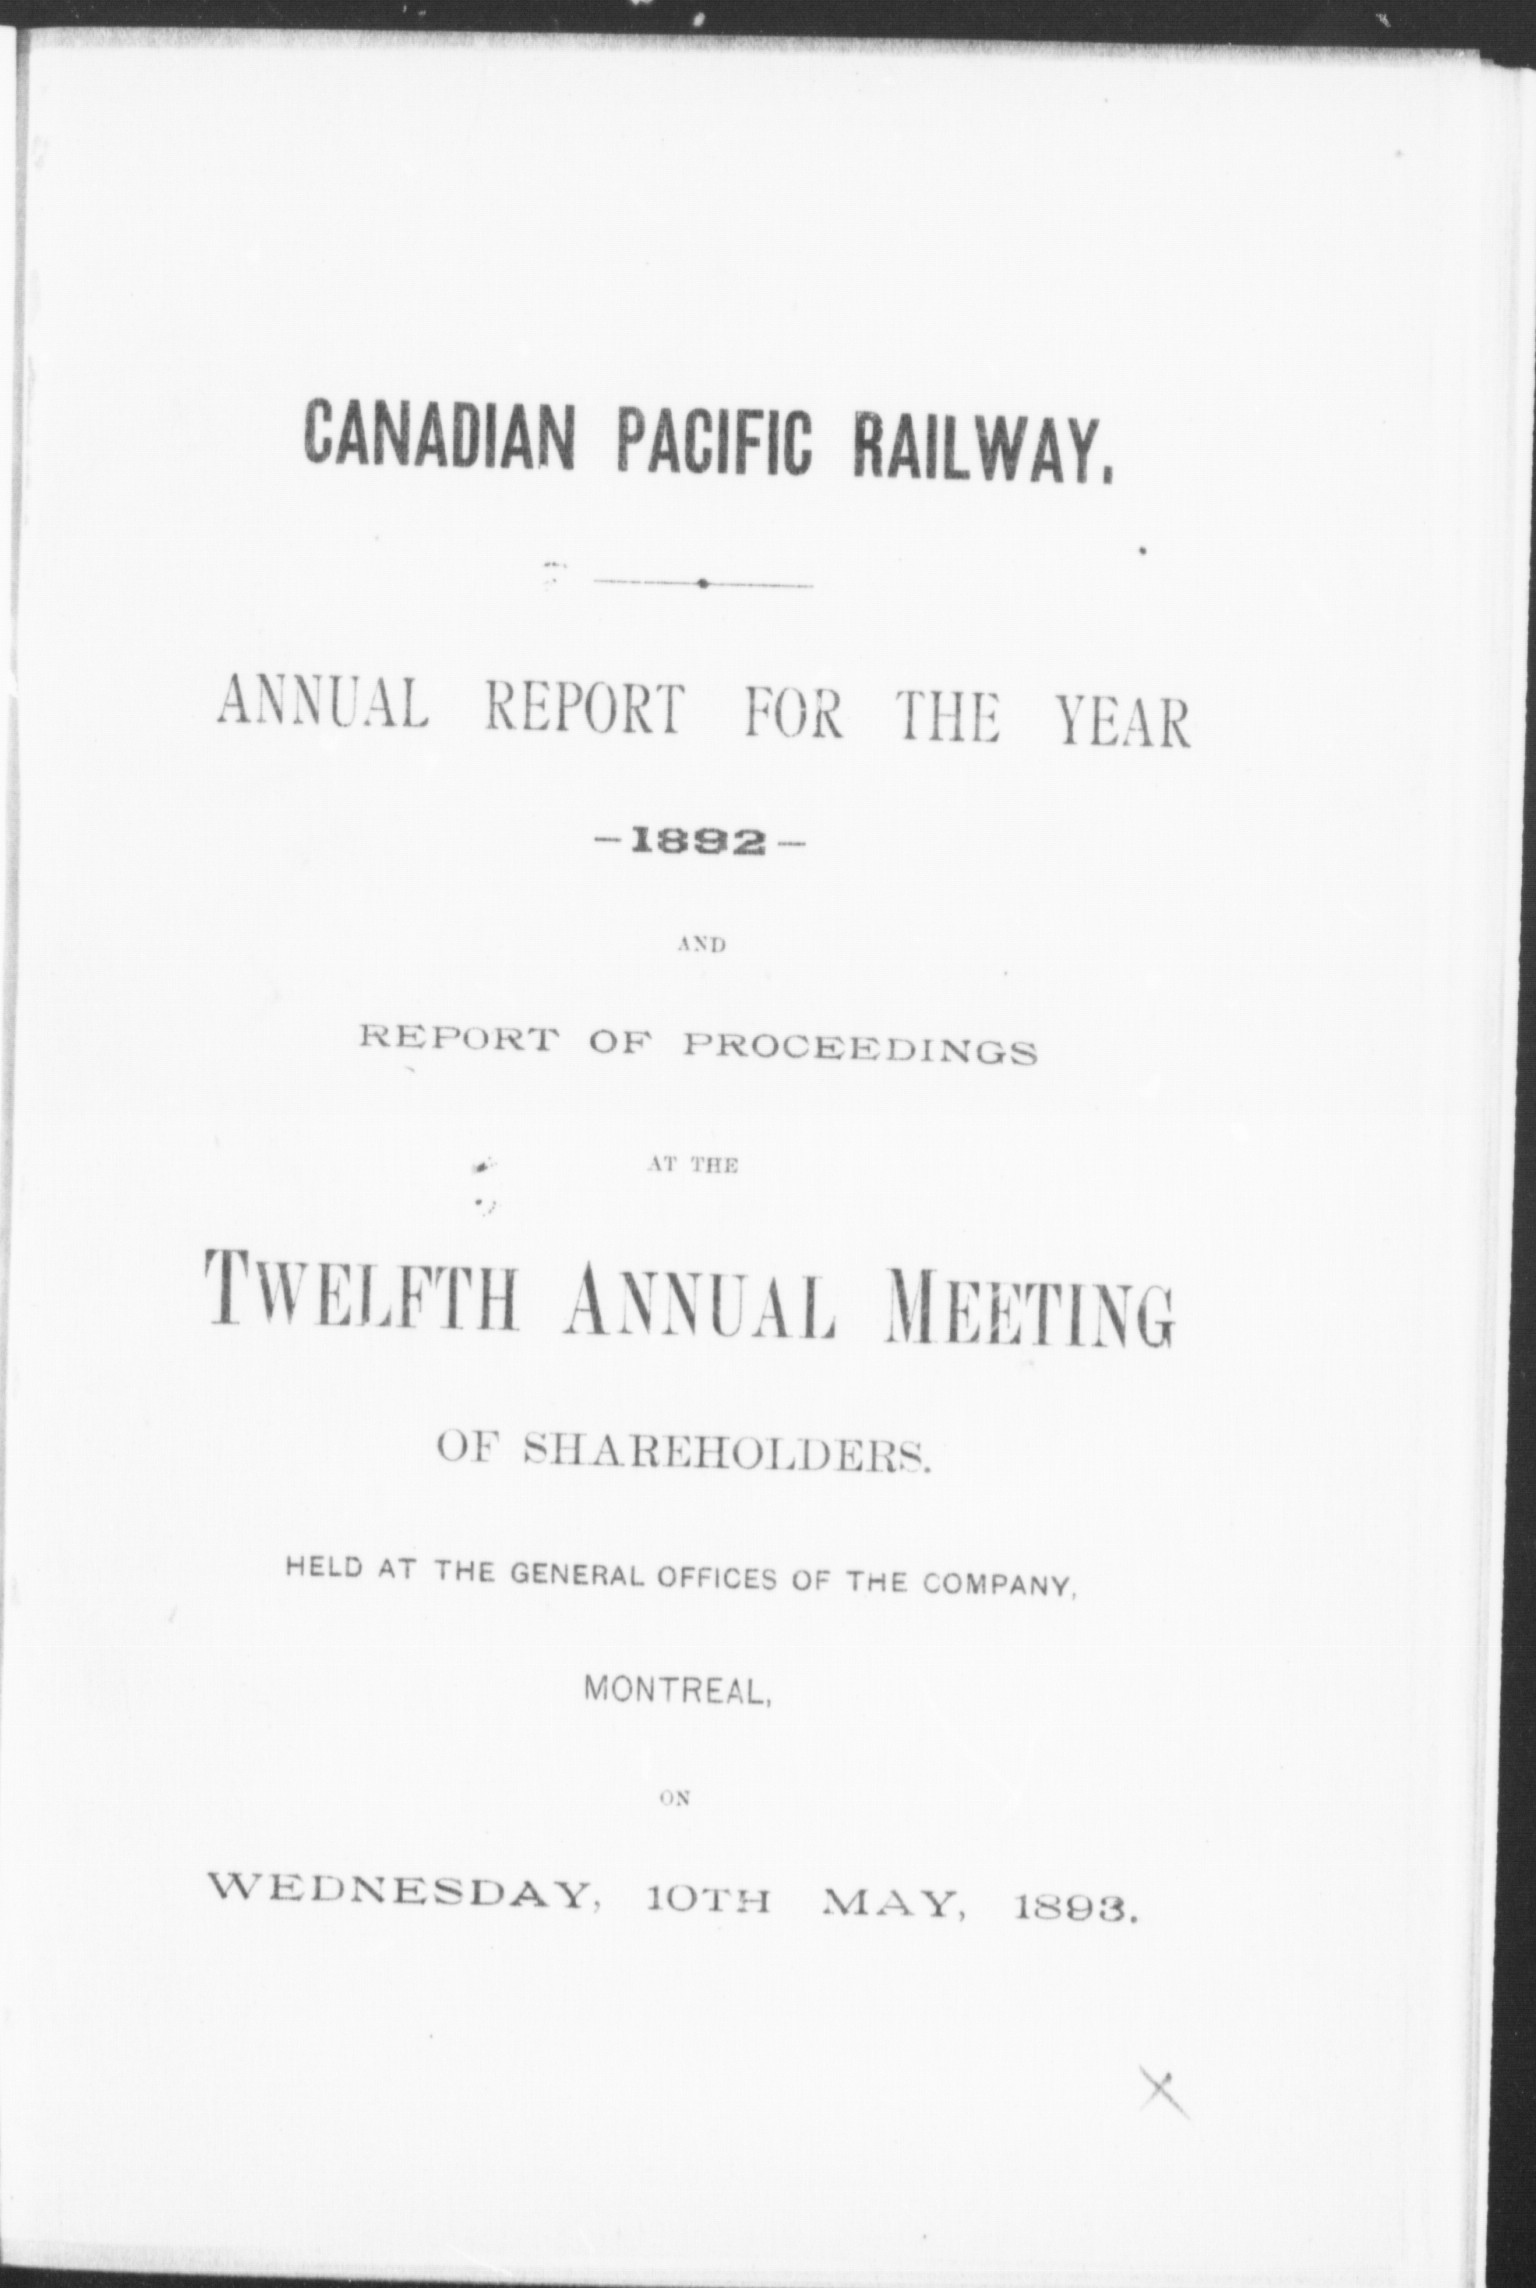 CANADIAN PACIFIC RAILWAY.
ANNUAL REPORT FOR THE YEAR
-1892-
AND
REPORT OF PROCEEDINGS
AT THE
TWELFTH ANNUAL MEETING
OF SHAREHOLDERS.
HELD AT THE GENERAL OFFICES OF THE COMPANY,
MONTREAL,
ON
WEDNESDAY, 10TH MAY, 1893.